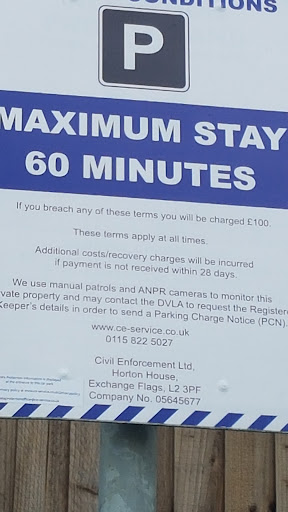 CONDITIONS
P
MAXIMUM STAY
60 MINUTES
If you breach any of these terms you will be charged £100.
These terms apply at all times.
Additional costs/recovery charges will be incurred
if payment is not received within 28 days.
We use manual patrols and ANPR cameras to monitor this
vate property and may contact the DVLA to request the Registere
Keeper's details in order to send a Parking Charge Notice (PCN).
www.ce-service.co.uk
0115 822 5027
Civil Enforcement Ltd,
Horton House,
Exchange Flags, L2 3PF
Company No. 05645677